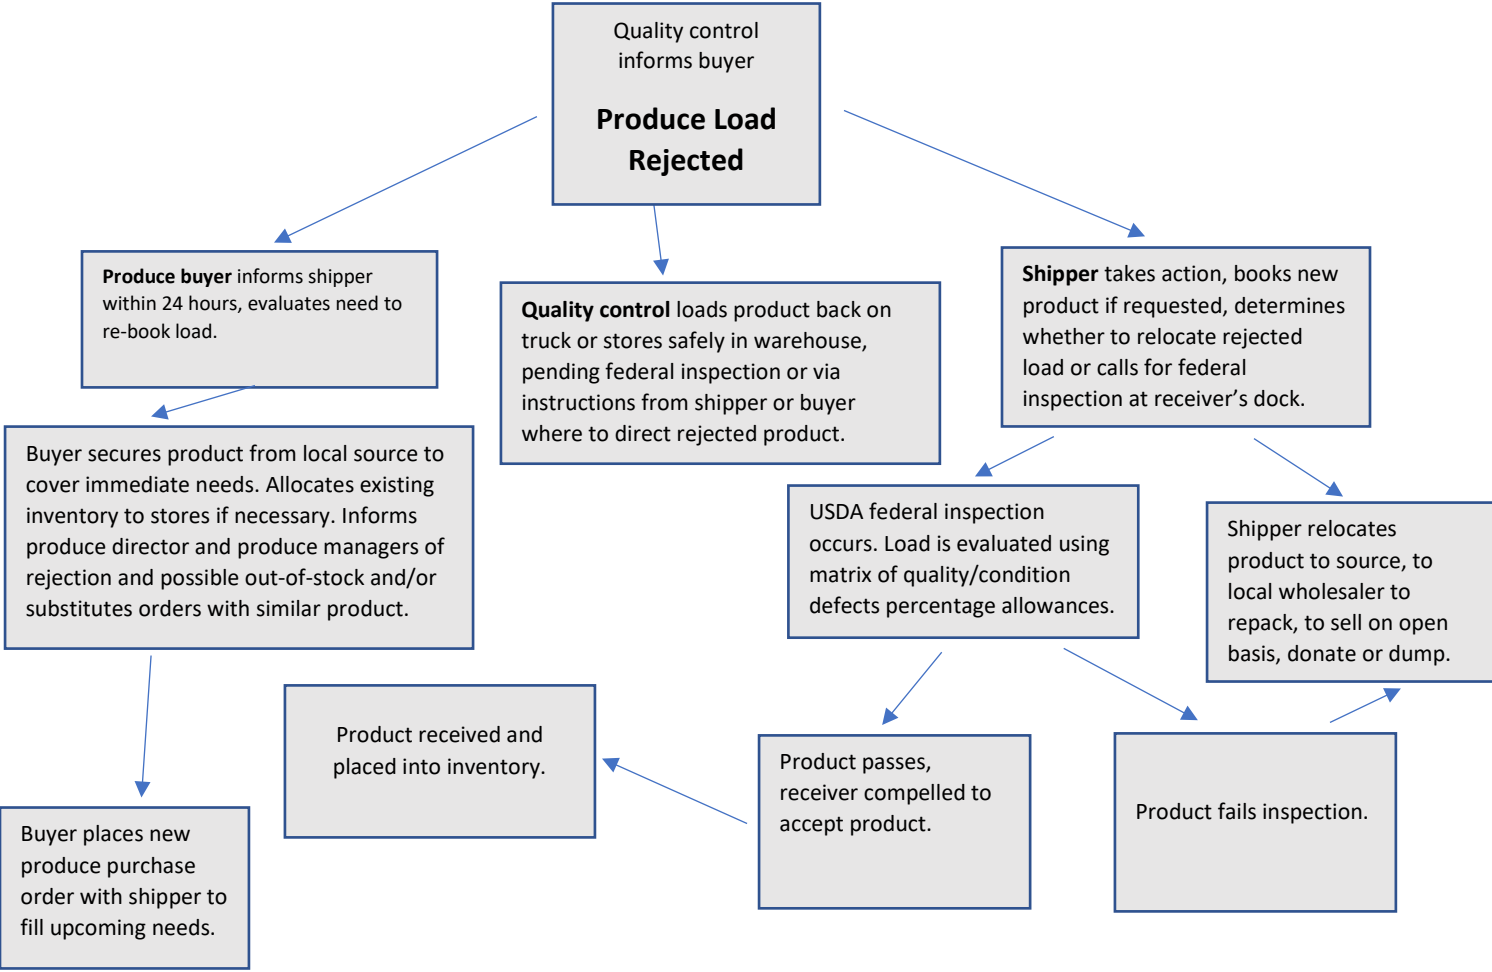 Quality control
informs buyer
Produce Load
Rejected
Produce buyer informs shipper
within 24 hours, evaluates need to
re-book load.
Quality control loads product back on
truck or stores safely in warehouse,
pending federal inspection or via
instructions from shipper or buyer
where to direct rejected product.
Shipper takes action, books new
product if requested, determines
whether to relocate rejected
load or calls for federal
inspection at receiver’s dock.
Buyer secures product from local source to
cover immediate needs. Allocates existing
inventory to stores if necessary. Informs
produce director and produce managers of
rejection and possible out-of-stock and/or
substitutes orders with similar product.
USDA federal inspection
occurs. Load is evaluated using
matrix of quality/condition
defects percentage allowances.
Shipper relocates
product to source, to
local wholesaler to
repack, to sell on open
basis, donate or dump.
Product received and
placed into inventory.
Product passes,
receiver compelled to
accept product.
Product fails inspection.
Buyer places new
produce purchase
order with shipper to
fill upcoming needs.